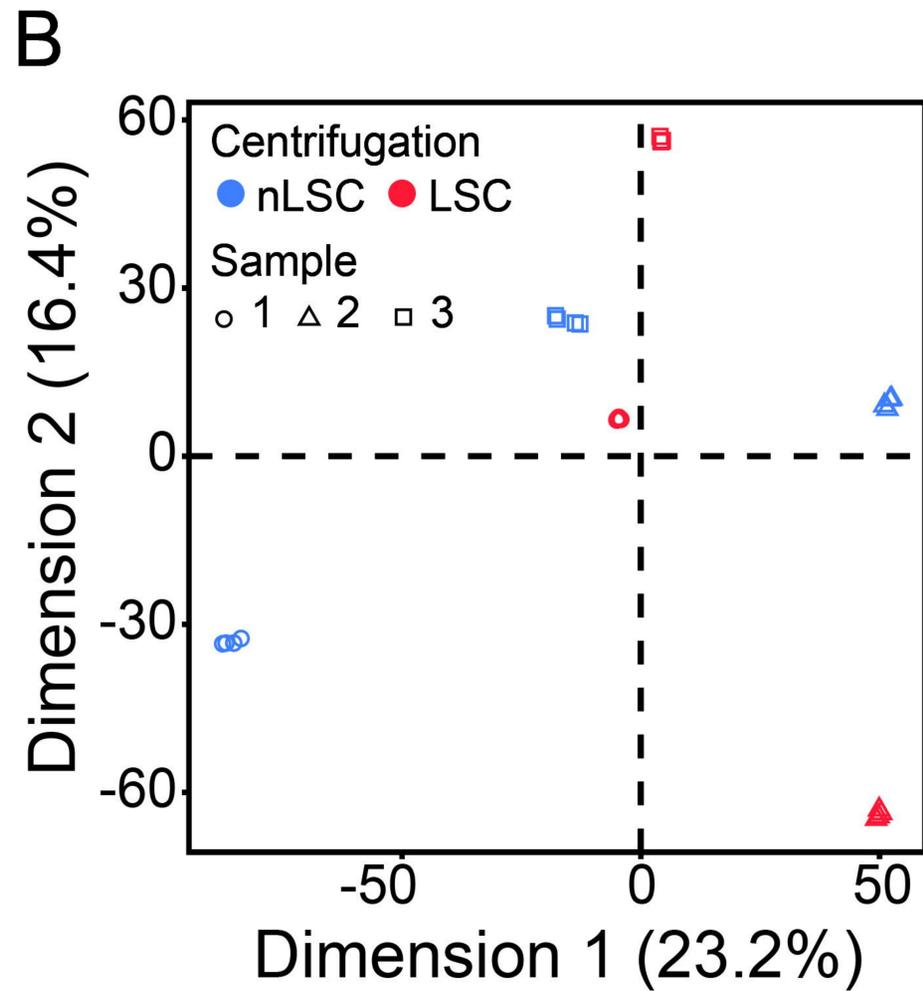 B
Dimension 2 (16.4%)
60
30
0
-30
-60
Centrifugation
nLSC LSC
Sample
1 2 3
-50 0 50
Dimension 1 (23.2%)